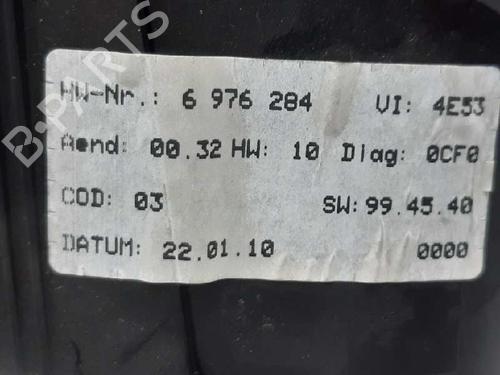 HW-Nr.: 6 976 284 VI: 4E53
Aend: 00.32 HW: 10 Diag: 0CF0
COD: 03 SW: 99.45.40
DATUM: 22.01.10 0000
B-PARTS